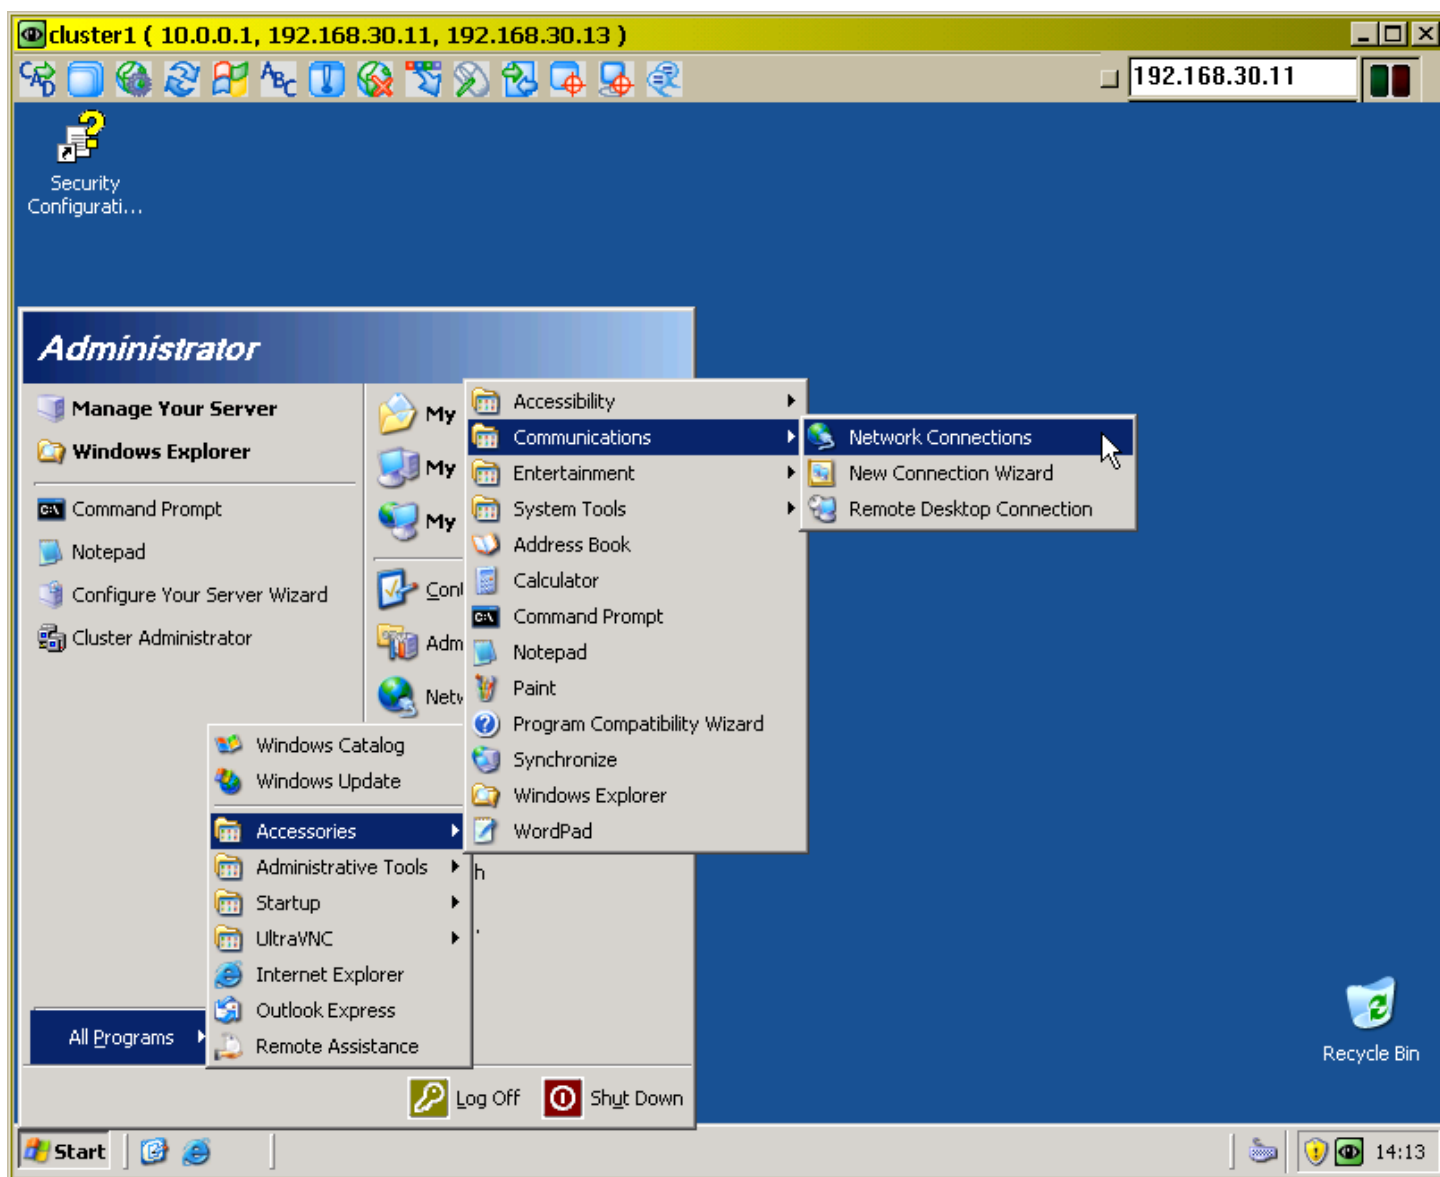 cluster1 ( 10.0.0.1, 192.168.30.11, 192.168.30.13 )
192.168.30.11
Security
Configurati...
Administrator
Manage Your Server
Windows Explorer
Command Prompt
Notepad
Configure Your Server Wizard
Cluster Administrator
My
My
My
Cont
Adm
Netw
h
Accessibility
Communications
Entertainment
System Tools
Address Book
Calculator
Command Prompt
Notepad
Paint
Program Compatibility Wizard
Synchronize
Windows Explorer
WordPad
Network Connections
New Connection Wizard
Remote Desktop Connection
Windows Catalog
Windows Update
Accessories
Administrative Tools
Startup
UltraVNC
Internet Explorer
Outlook Express
Remote Assistance
All Programs
Log Off
Shut Down
Recycle Bin
Start
14:13